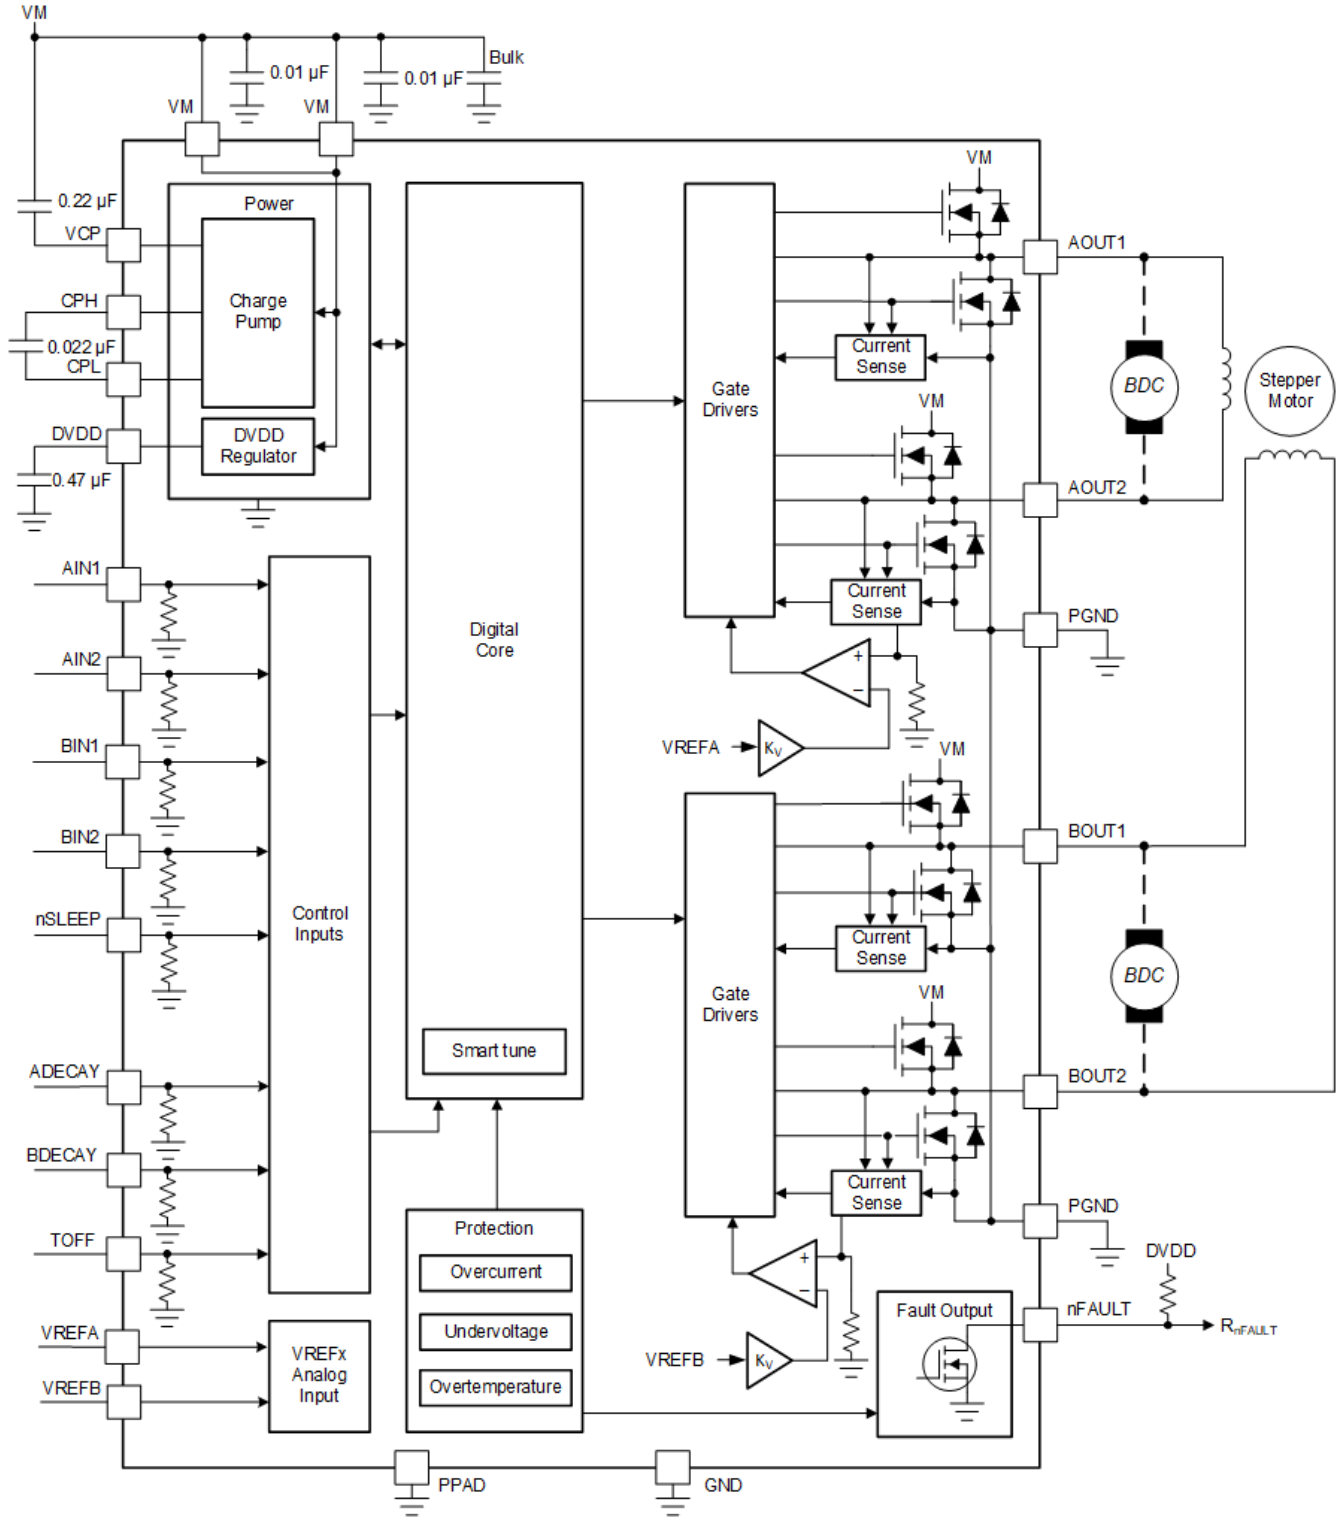 VM
Bulk
0.01 µF
0.01 µF
VM
VM
VM
Power
0.22 µF
VCP
AOUT1
CPH
Charge
Pump
0.022 µF
CPL
Current
Sense
Gate
Drivers
BDC
Stepper
Motor
VM
DVDD
DVDD
Regulator
0.47 µF
AOUT2
AIN1
Current
Sense
PGND
Digital
Core
AIN2
+
−
BIN1
VREFA
KV
VM
BIN2
BOUT1
nSLEEP
Control
Inputs
Current
Sense
Gate
Drivers
BDC
VM
Smart tune
ADECAY
BOUT2
BDECAY
Current
Sense
PGND
Protection
TOFF
+
−
DVDD
Overcurrent
Fault Output
nFAULT
RnFAULT
VREFA
VREFx
Analog
Input
Undervoltage
VREFB
KV
VREFB
Overtemperature
PPAD
GND